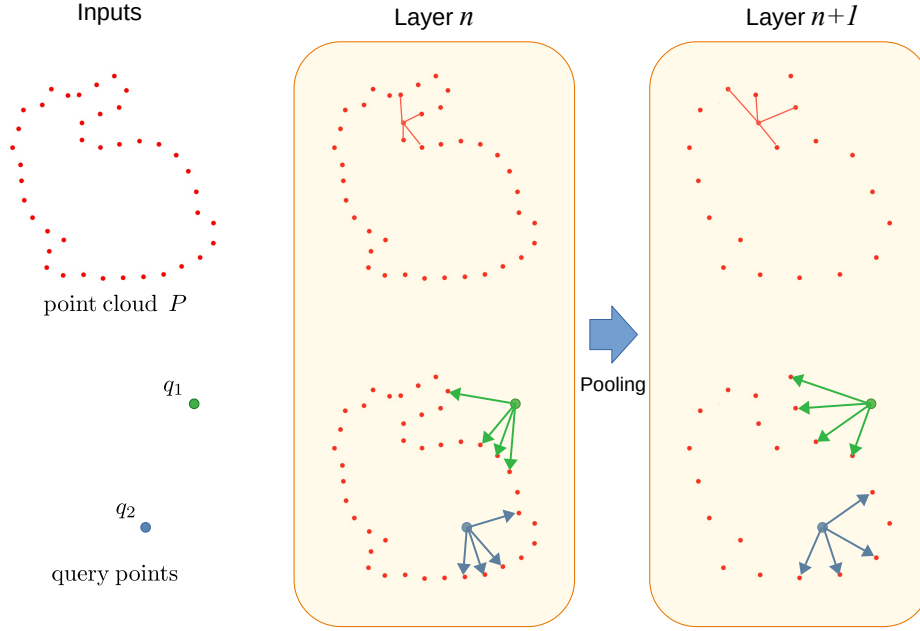 Inputs
Layer n
Layer n+1
point cloud P
Pooling
q1
q2
query points